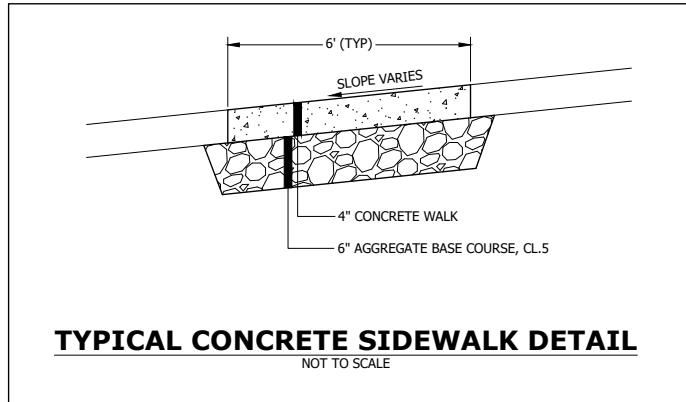 6' (TYP)
SLOPE VARIES
4" CONCRETE WALK
6" AGGREGATE BASE COURSE, CL.5
TYPICAL CONCRETE SIDEWALK DETAIL
NOT TO SCALE